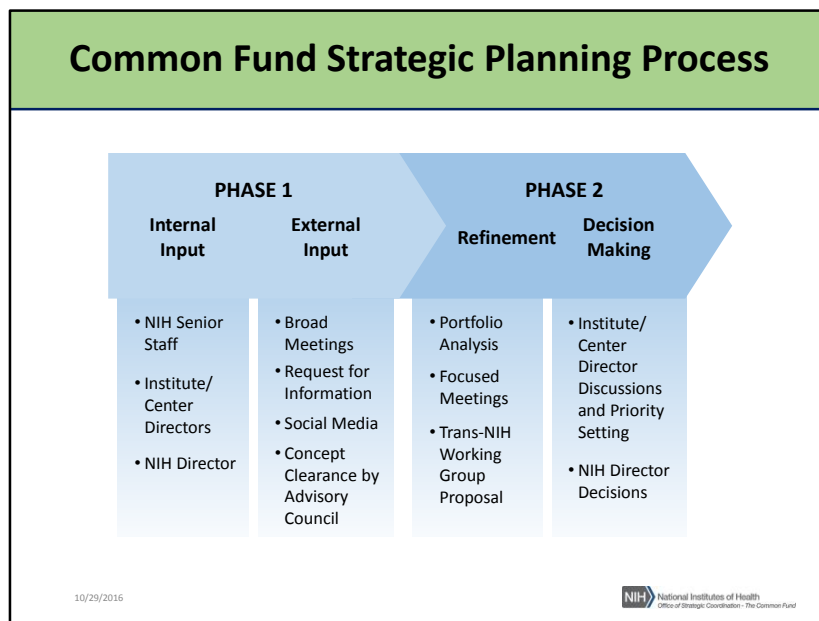 Common Fund Strategic Planning Process
PHASE 1
Internal
Input
External
Input
PHASE 2
Refinement
Decision
Making
• NIH Senior
Staff
• Institute/
Center
Directors
• NIH Director
• Broad
Meetings
• Request for
Information
• Social Media
• Concept
Clearance by
Advisory
Council
• Portfolio
Analysis
• Focused
Meetings
• Trans-NIH
Working
Group
Proposal
• Institute/
Center
Director
Discussions
and Priority
Setting
• NIH Director
Decisions
10/29/2016
NIH National Institutes of Health
Office of Strategic Coordination - The Common Fund